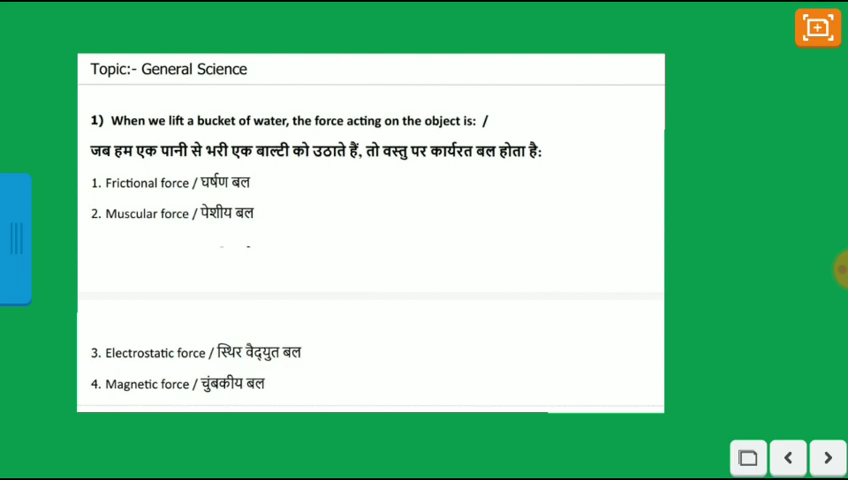 Topic:- General Science
1) When we lift a bucket of water, the force acting on the object is: /
जब हम एक पानी से भरी एक बाल्टी को उठाते हैं, तो वस्तु पर कार्यरत बल होता है:
1. Frictional force / घर्षण बल
2. Muscular force / पेशीय बल
3. Electrostatic force / स्थिर वैद्युत बल
4. Magnetic force / चुंबकीय बल